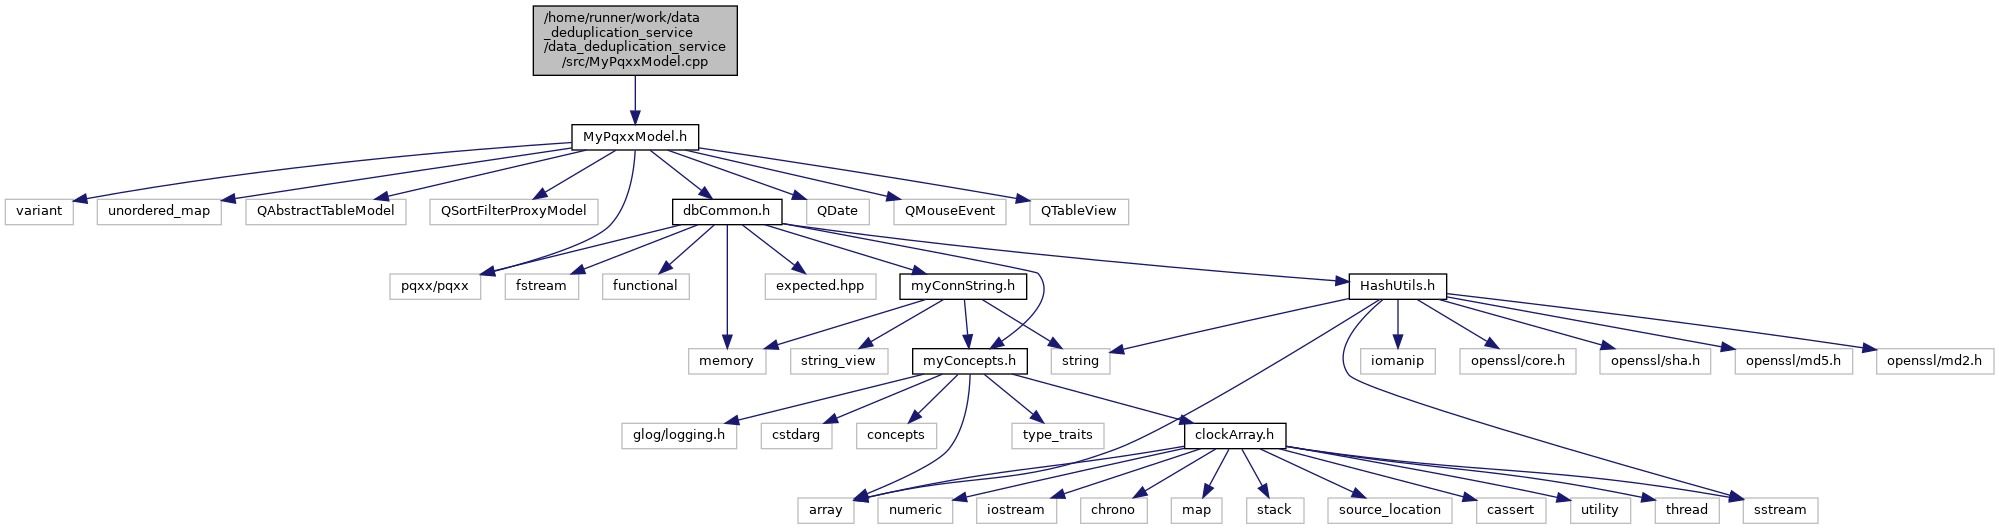 /home/runner/work/data
_deduplication_service
/data_deduplication_service
/src/MyPqxxModel.cpp
MyPqxxModel.h
variant
unordered_map
QAbstractTableModel
QSortFilterProxyModel
dbCommon.h
QDate
QMouseEvent
QTableView
pqxx/pqxx
fstream
functional
expected.hpp
myConnString.h
HashUtils.h
memory
string_view
myConcepts.h
string
iomanip
openssl/core.h
openssl/sha.h
openssl/md5.h
openssl/md2.h
glog/logging.h
cstdarg
concepts
type_traits
clockArray.h
array
numeric
iostream
chrono
map
stack
source_location
cassert
utility
thread
sstream